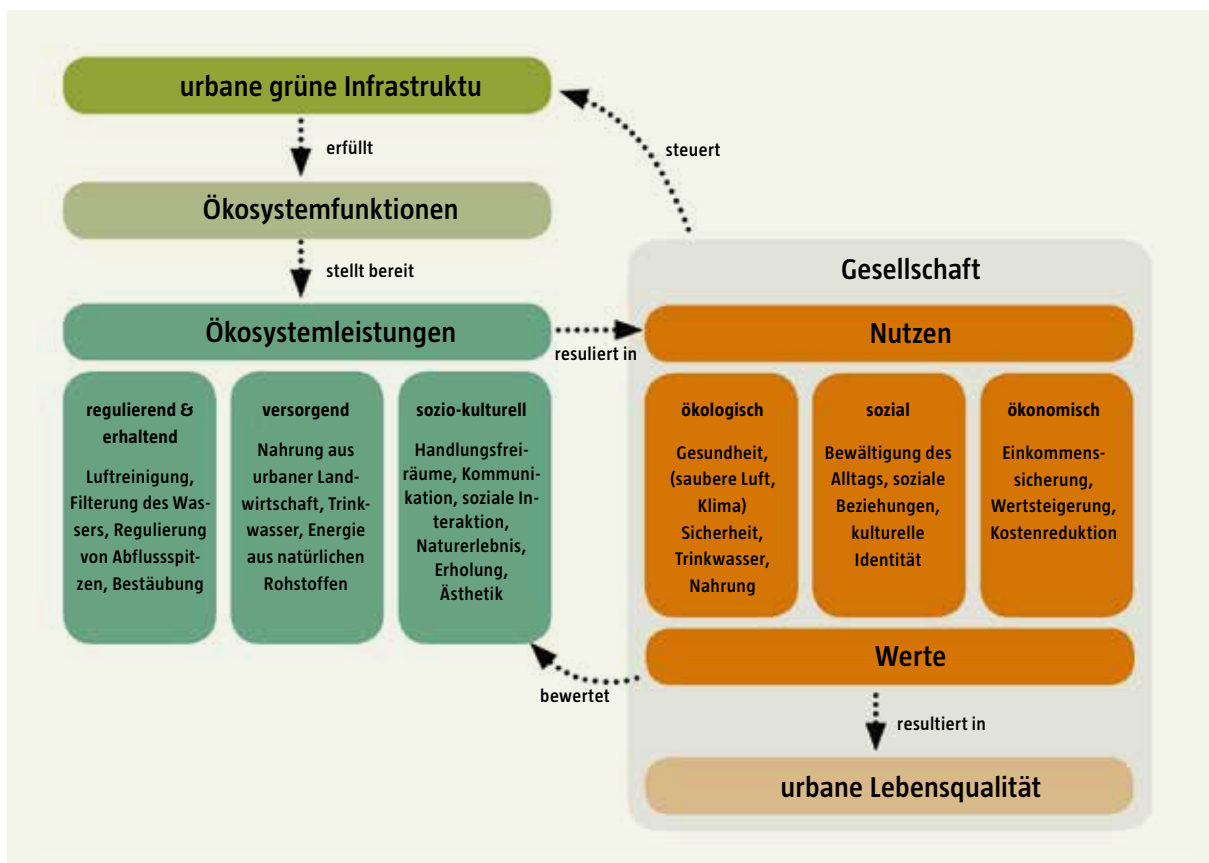 urbane grüne Infrastruktu
erfüllt
steuert
Ökosystemfunktionen
stellt bereit
Gesellschaft
Ökosystemleistungen
resuliert in
Nutzen
regulierend &
erhaltend
Luftreinigung,
Filterung des Was-
sers, Regulierung
von Abflussspit-
zen, Bestäubung
versorgend
Nahrung aus
urbaner Land-
wirtschaft, Trink-
wasser, Energie
aus natürlichen
Rohstoffen
sozio-kulturell
Handlungsfrei-
räume, Kommuni-
kation, soziale In-
teraktion,
Naturerlebnis,
Erholung,
Ästhetik
ökologisch
Gesundheit,
(saubere Luft,
Klima)
Sicherheit,
Trinkwasser,
Nahrung
sozial
Bewältigung des
Alltags, soziale
Beziehungen,
kulturelle
Identität
ökonomisch
Einkommens-
sicherung,
Wertsteigerung,
Kostenreduktion
Werte
bewertet
resultiert in
urbane Lebensqualität